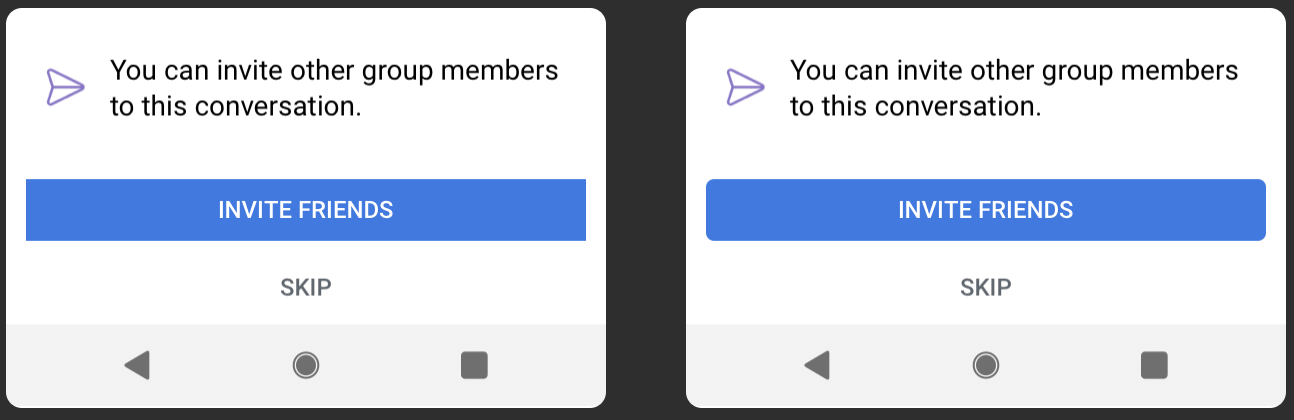 You can invite other group members
to this conversation.
INVITE FRIENDS
SKIP
You can invite other group members
to this conversation.
INVITE FRIENDS
SKIP